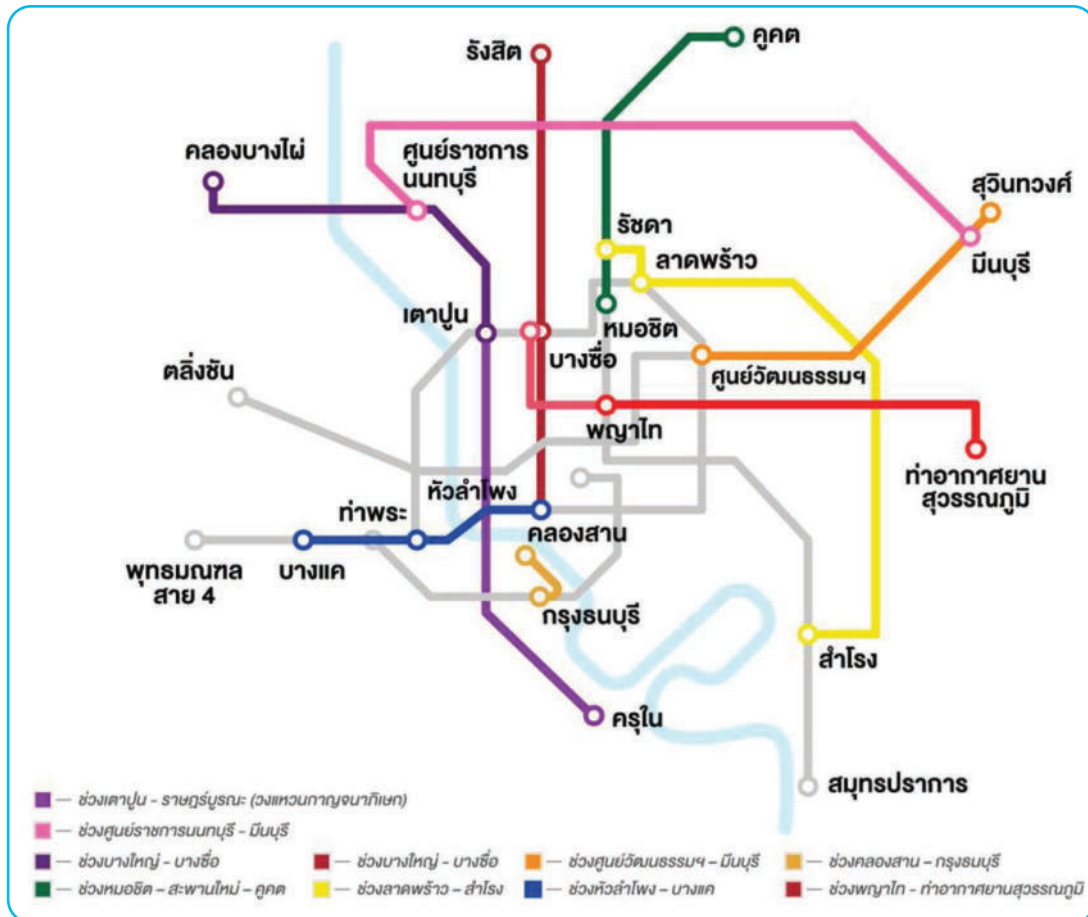 คูคต
รังสิต
คลองบางไผ่
ศูนย์ราชการ
นนทบุรี
สุวินทวงศ์
รัชดา
ลาดพร้าว
มีนบุรี
เตาปูน
หมอชิต
บางซื่อ
ตลิ่งชัน
ศูนย์วัฒนธรรมฯ
พญาไท
ท่าอากาศยาน
สุวรรณภูมิ
หัวลำโพง
ท่าพระ
คลองสาน
พุทธมณฑล
สาย 4
บางแค
กรุงธนบุรี
สำโรง
ครุใน
สมุทรปราการ
— ช่วงเตาปูน - ราษฎร์บูรณะ (วงแหวนกาญจนาภิเษก)
— ช่วงศูนย์ราชการนนทบุรี - มีนบุรี
— ช่วงบางใหญ่ - บางซื่อ
— ช่วงบางใหญ่ - บางซื่อ
— ช่วงศูนย์วัฒนธรรมฯ - มีนบุรี
— ช่วงคลองสาน - กรุงธนบุรี
— ช่วงหมอชิต - สะพานใหม่ - คูคต
— ช่วงลาดพร้าว - สำโรง
— ช่วงหัวลำโพง - บางแค
— ช่วงพญาไท - ท่าอากาศยานสุวรรณภูมิ